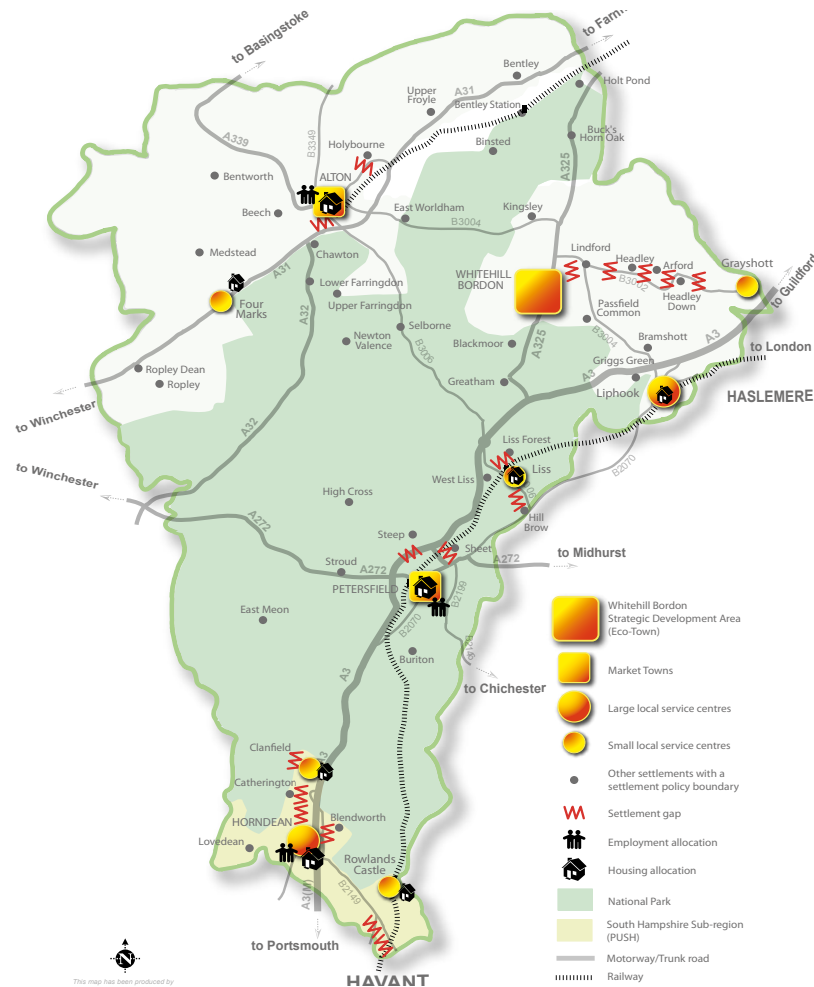 to Basingstoke
to Farn
Bentley
Holt Pond
A31
Upper
Froyle
Bentley Station
Buck's
Horn Oak
A339
B3349
Holybourne
Binsted
A325
ALTON
Bentworth
Beech
East Worldham
Kingsley
B3004
Medstead
Chawton
Lindford
Headley
Arford
Grayshott
A31
WHITEHILL
BORDON
B3002
to Guildford
Lower Farringdon
Four
Marks
A32
Upper Farringdon
Headley
Down
Passfield
Common
Selborne
Newton
Valence
Blackmoor
A325
B3004
Bramshott
A3
to London
B3006
Griggs Green
Ropley Dean
Ropley
Greatham
A3
Liphook
HASLEMERE
to Winchester
A32
Liss Forest
to Winchester
West Liss
Liss
B2070
High Cross
A272
Hill
Brow
Steep
Sheet
to Midhurst
Stroud
A272
A272
PETERSFIELD
B2199
East Meon
B2070
B2146
Buriton
A3
to Chichester
Whitehill Bordon
Strategic Development Area
(Eco-Town)
Market Towns
Large local service centres
Small local service centres
Other settlements with a
settlement policy boundary
Settlement gap
Employment allocation
Housing allocation
National Park
South Hampshire Sub-region
(PUSH)
Motorway/Trunk road
Railway
Clanfield
Catherington
HORNDEAN
Blendworth
Lovedean
Rowlands
Castle
A3(M)
B2149
to Portsmouth
HAVANT
N
This map has been produced by